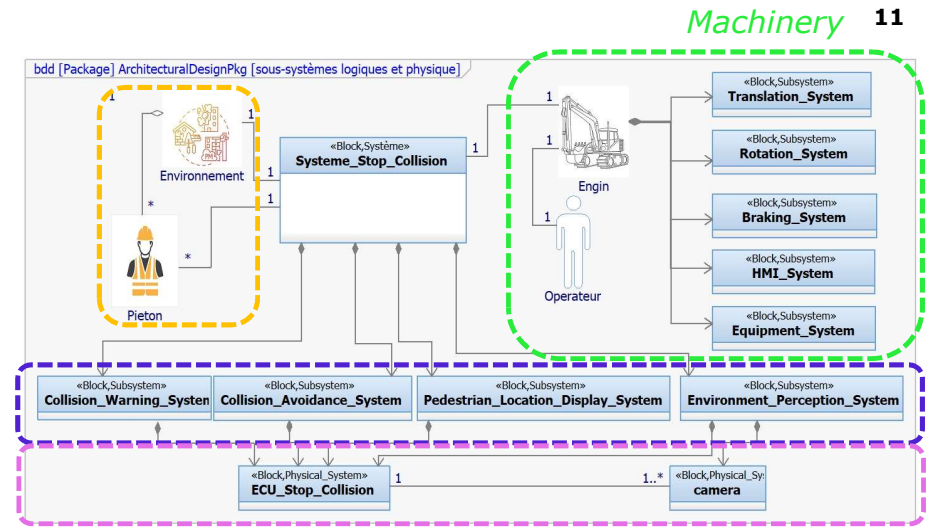 Machinery 11
bdd [Package] ArchitecturalDesignPkg [sous-systèmes logiques et physique]
1
Environnement
1
*
*
Pieton
1
1
«Block,Système»
Systeme_Stop_Collision
1
1
1
Engin
1
Operateur
«Block,Subsystem»
Translation_System
«Block,Subsystem»
Rotation_System
«Block,Subsystem»
Braking_System
«Block,Subsystem»
HMI_System
«Block,Subsystem»
Equipment_System
«Block,Subsystem»
Collision_Warning_System
«Block,Subsystem»
Collision_Avoidance_System
«Block,Subsystem»
Pedestrian_Location_Display_System
«Block,Subsystem»
Environment_Perception_System
«Block,Physical_System»
ECU_Stop_Collision
1
1..*
«Block,Physical_Sy
camera